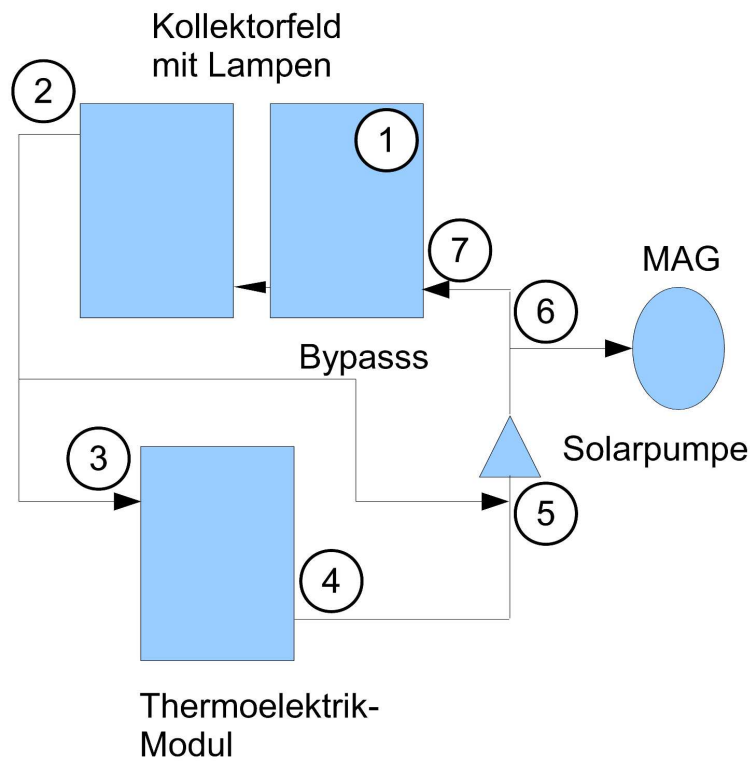 Kollektorfeld
mit Lampen
2
1
7
MAG
6
Bypasss
Solarpumpe
3
5
4
Thermoelektrik-
Modul